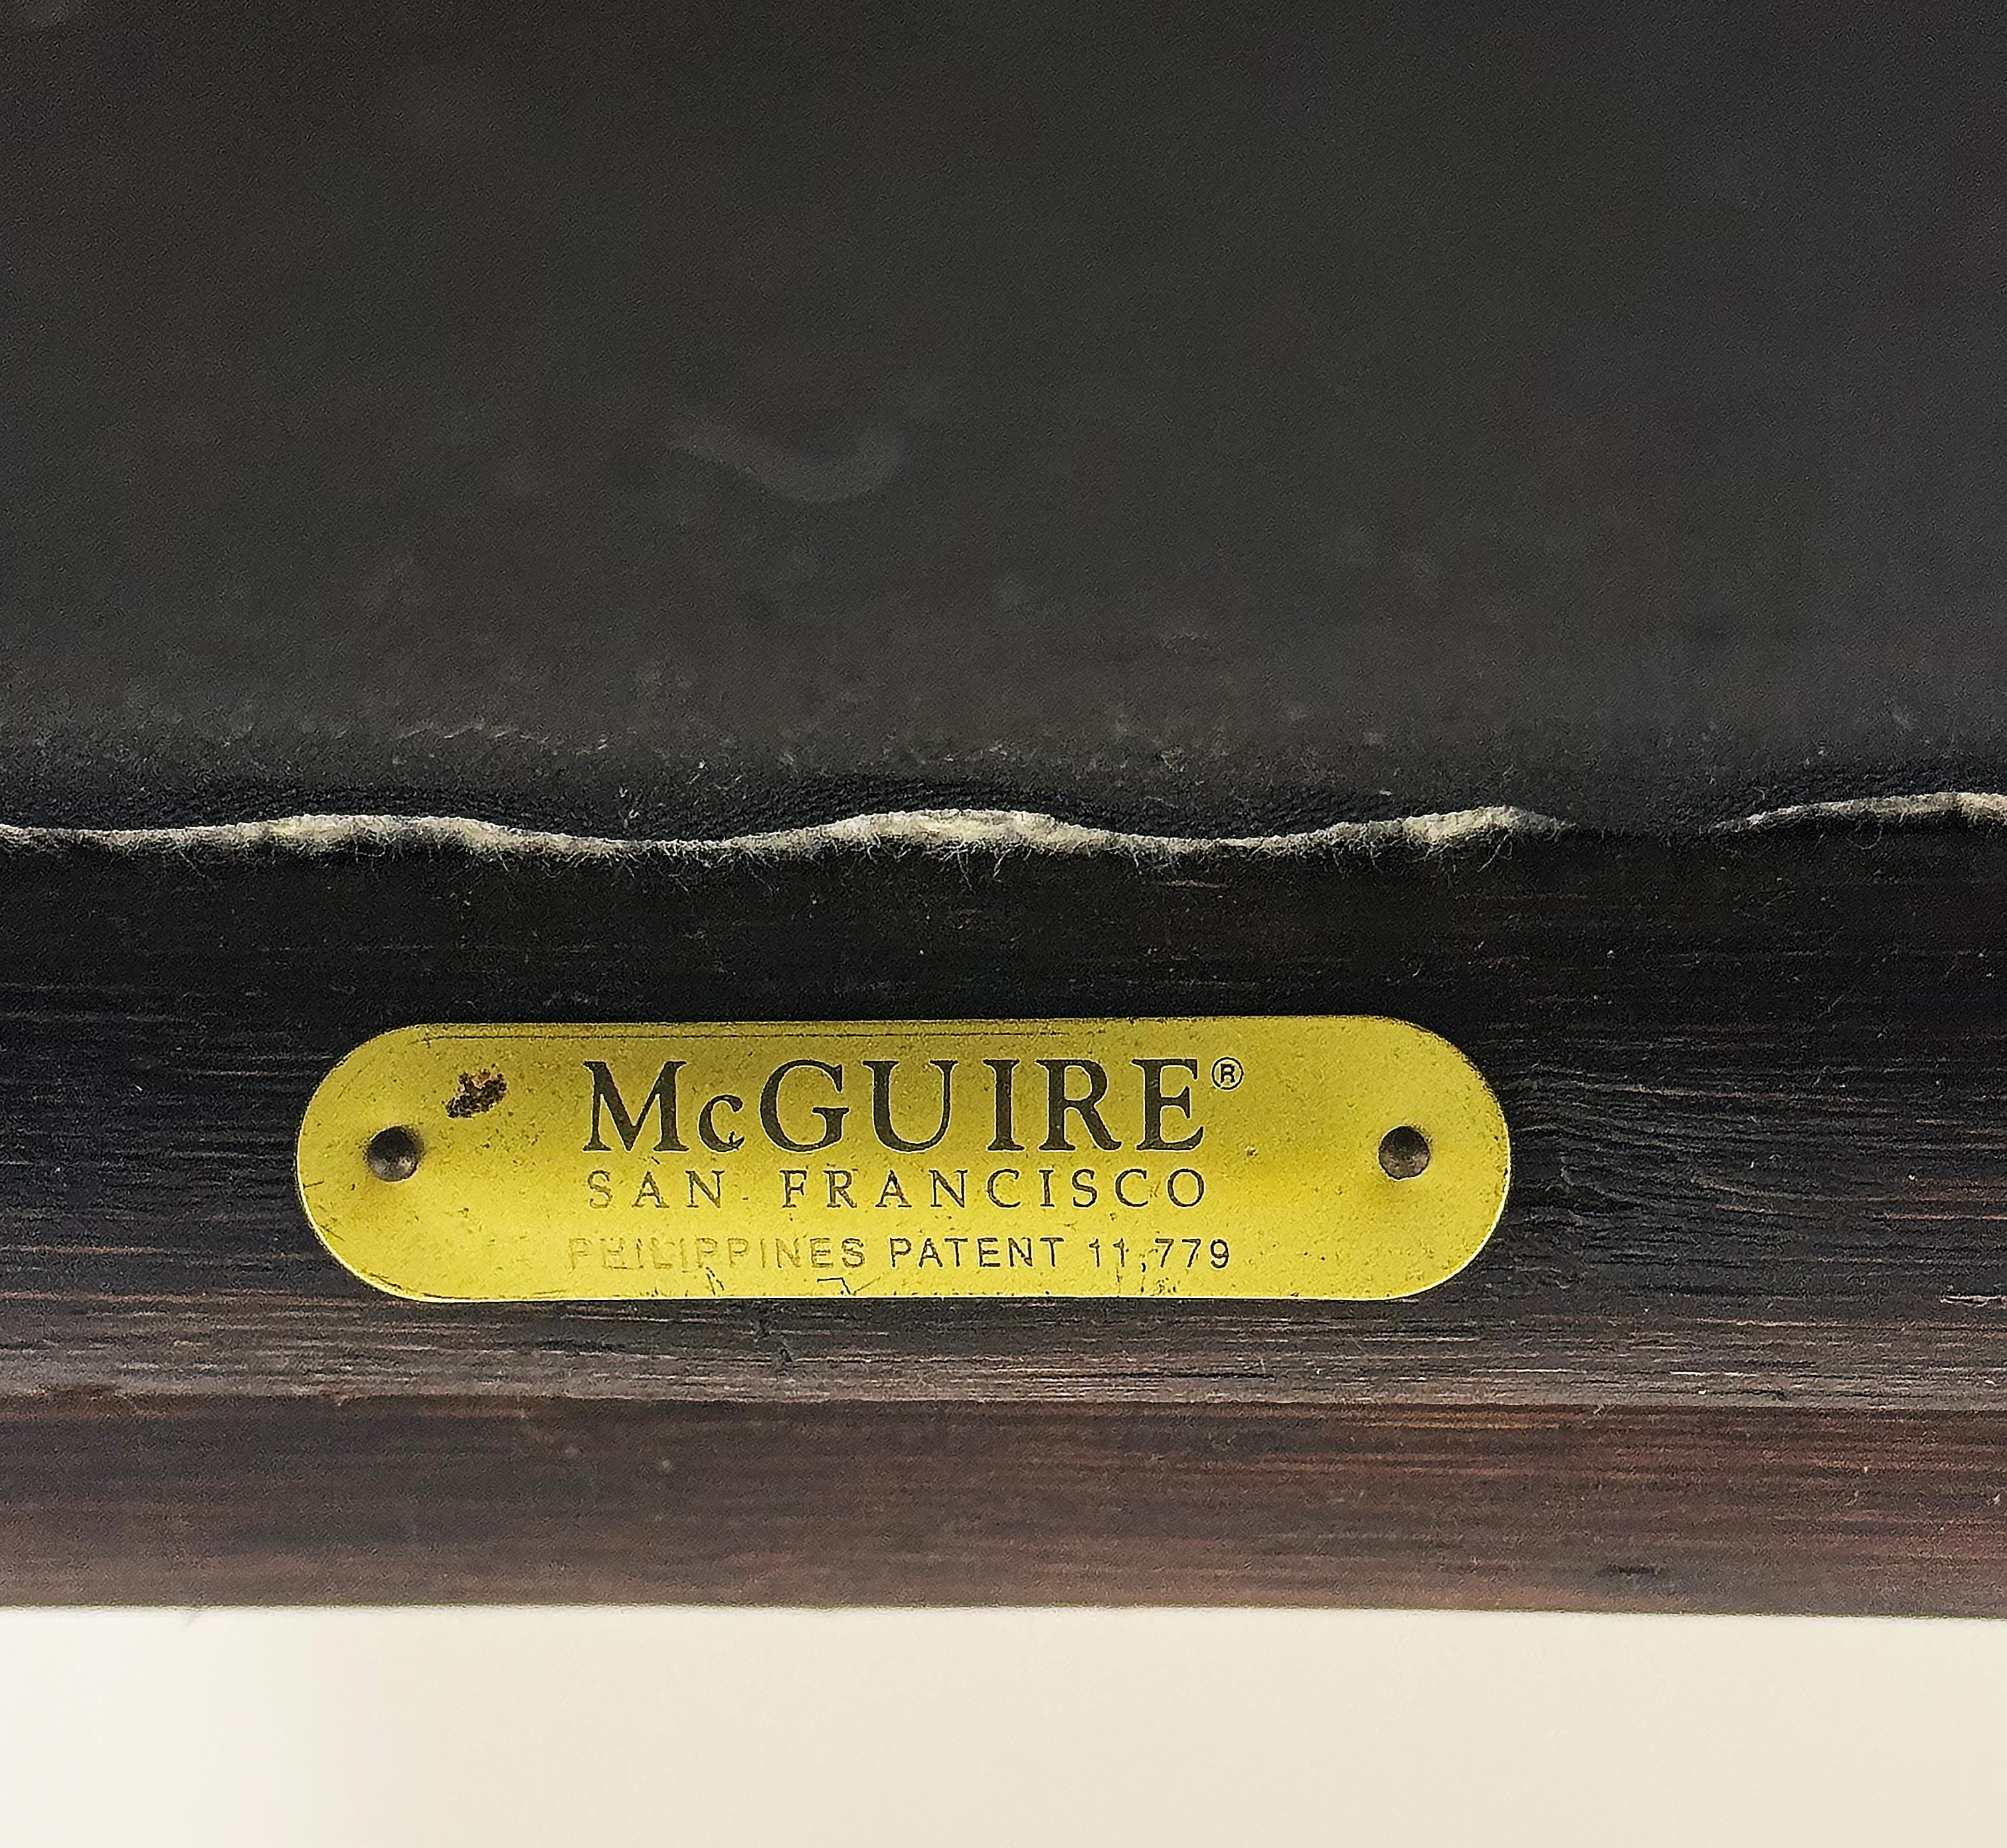 McGUIRE®
SAN FRANCISCO
PHILIPPINES PATENT 11,779